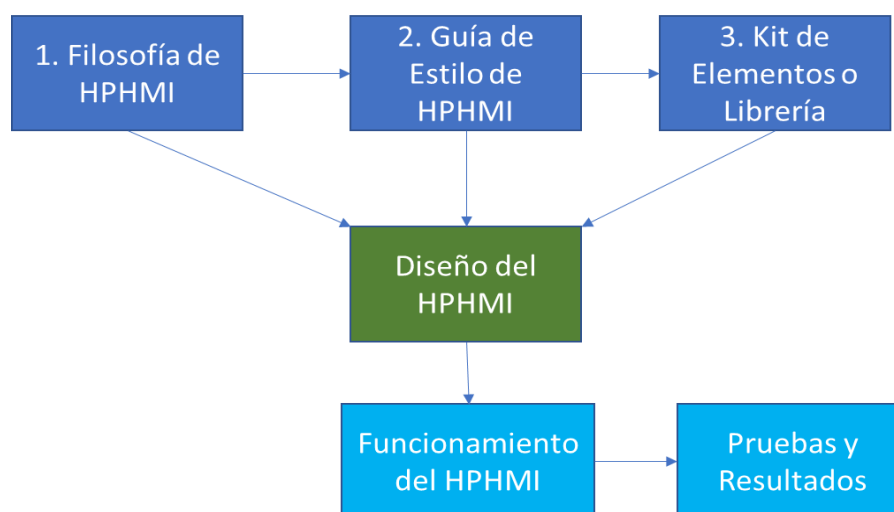 1. Filosofía de
HPHMI
2. Guía de
Estilo de
HPHMI
3. Kit de
Elementos o
Librería
Diseño del
HPHMI
Funcionamiento
del HPHMI
Pruebas y
Resultados